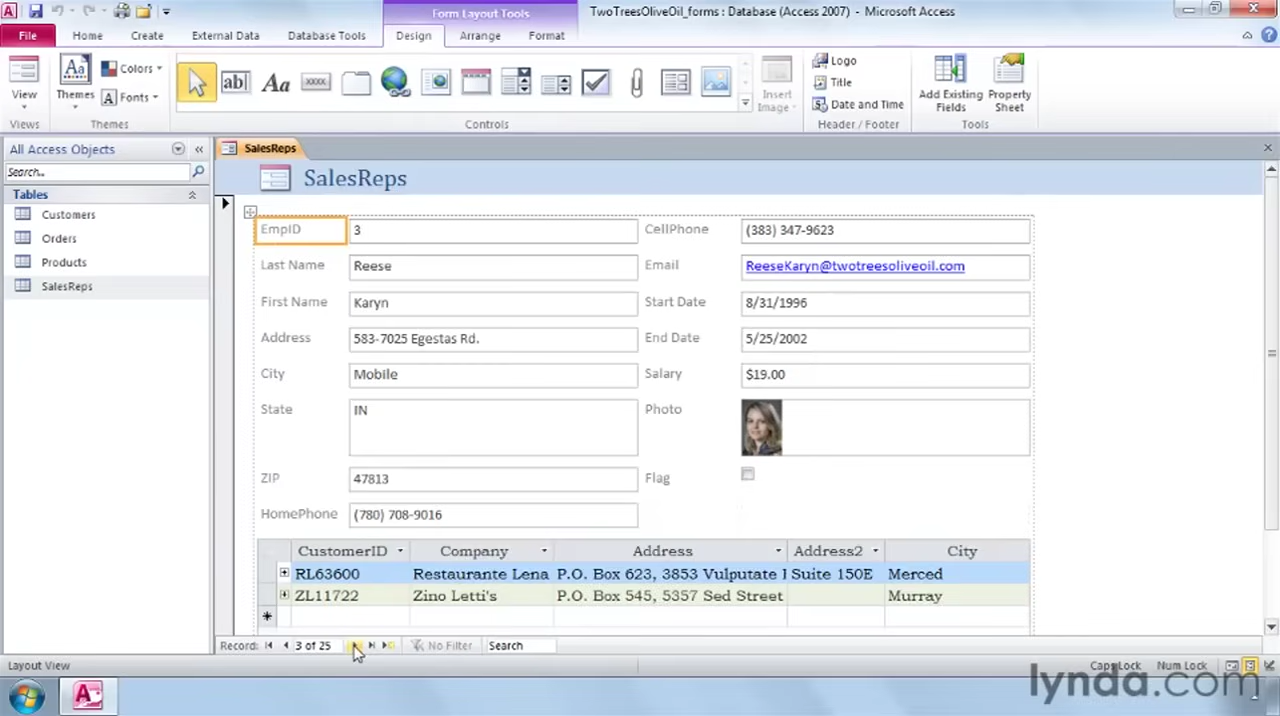 Form Layout Tools
TwoTreesOliveOil_forms : Database (Access 2007) - Microsoft Access
File Home Create External Data Database Tools Design Arrange Format
View
Themes
Colors
Fonts
Insert Image
Logo
Title
Date and Time
Add Existing Fields
Property Sheet
Views Themes Controls Header / Footer Tools
All Access Objects
Search..
Tables
Customers
Orders
Products
SalesReps
SalesReps
SalesReps
EmpID 3 CellPhone (383) 347-9623
Last Name Reese Email ReeseKaryn@twotreesoliveoil.com
First Name Karyn Start Date 8/31/1996
Address 583-7025 Egestas Rd. End Date 5/25/2002
City Mobile Salary $19.00
State IN Photo
ZIP 47813 Flag
HomePhone (780) 708-9016
CustomerID Company Address Address2 City
RL63600 Restaurante Lena P.O. Box 623, 3853 Vulputate Suite 150E Merced
ZL11722 Zino Letti's P.O. Box 545, 5357 Sed Street Murray
Record: 3 of 25 No Filter Search
Layout View Caps Lock Num Lock
lynda.com